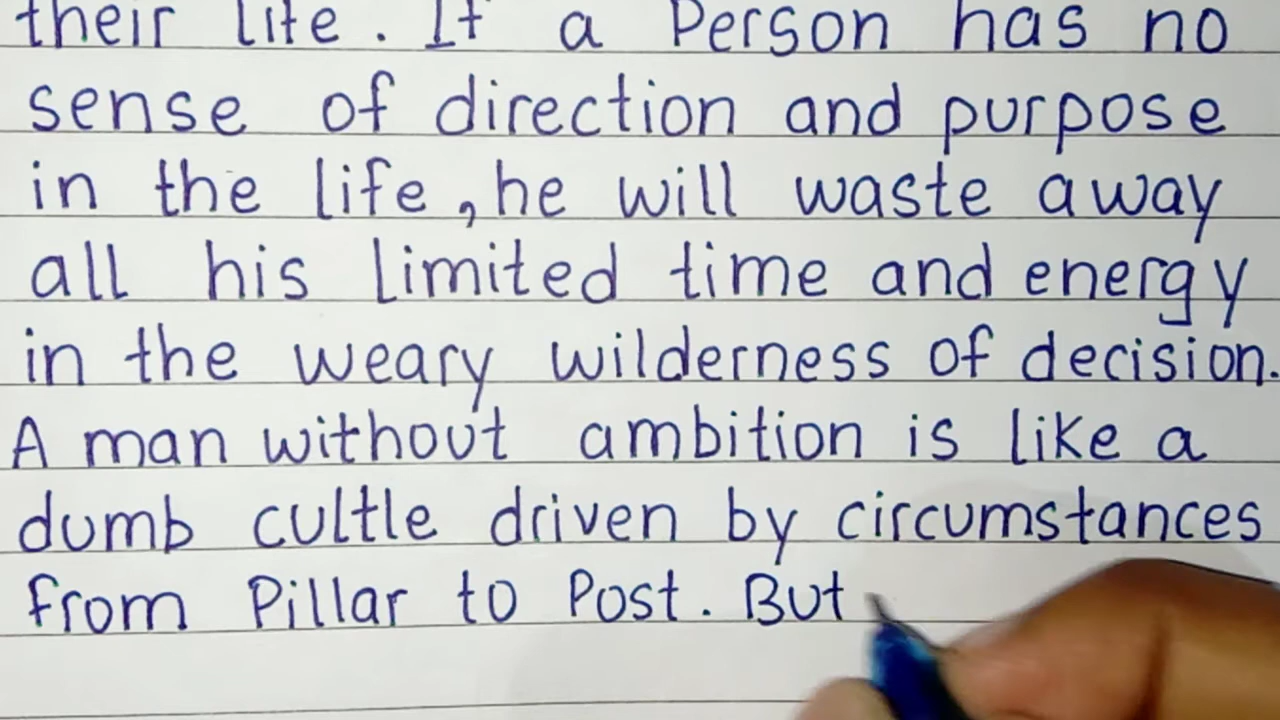 their life. If a Person has no
sense of direction and purpose
in the life, he will waste away
all his limited time and energy
in the weary wilderness of decision.
A man without ambition is like a
dumb cultle driven by circumstances
from Pillar to Post. But